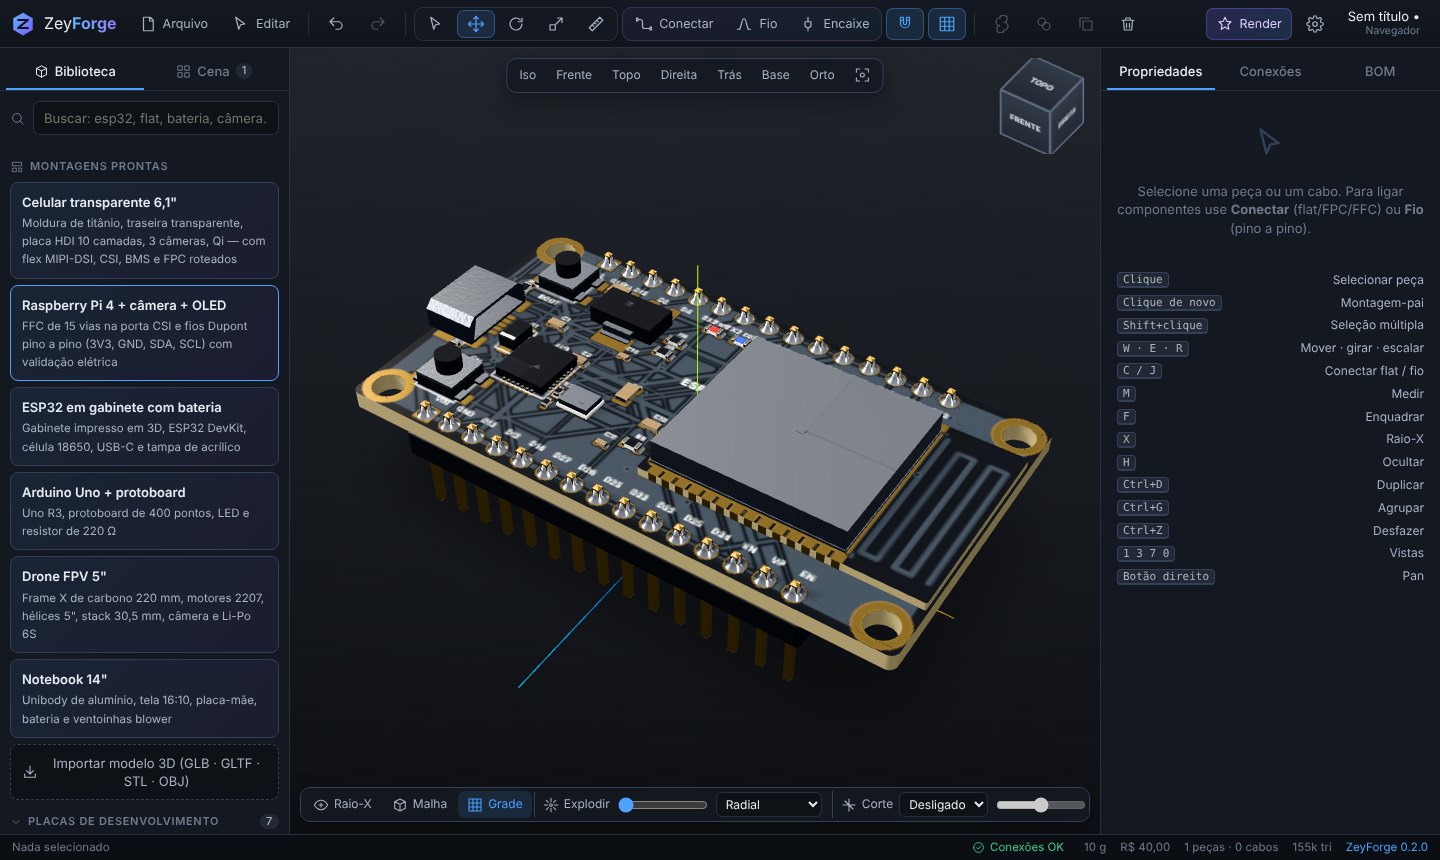 ZeyForge
Arquivo
Editar
Conectar
Fio
Encaixe
Render
Sem título •
Navegador
Biblioteca
Cena
1
Buscar: esp32, flat, bateria, câmera.
MONTAGENS PRONTAS
Celular transparente 6,1"
Moldura de titânio, traseira transparente,
placa HDI 10 camadas, 3 câmeras, Qi — com
flex MIPI-DSI, CSI, BMS e FPC roteados
Raspberry Pi 4 + câmera + OLED
FFC de 15 vias na porta CSI e fios Dupont
pino a pino (3V3, GND, SDA, SCL) com
validação elétrica
ESP32 em gabinete com bateria
Gabinete impresso em 3D, ESP32 DevKit,
célula 18650, USB-C e tampa de acrílico
Arduino Uno + protoboard
Uno R3, protoboard de 400 pontos, LED e
resistor de 220 Ω
Drone FPV 5"
Frame X de carbono 220 mm, motores 2207,
hélices 5", stack 30,5 mm, câmera e Li-Po
6S
Notebook 14"
Unibody de alumínio, tela 16:10, placa-mãe,
bateria e ventoinhas blower
Importar modelo 3D (GLB · GLTF ·
STL · OBJ)
PLACAS DE DESENVOLVIMENTO
7
Iso
Frente
Topo
Direita
Trás
Base
Orto
TOPO
FRENTE
DIREITA
D27
D25
VP
EN
Raio-X
Malha
Grade
Explodir
Radial
Corte
Desligado
Propriedades
Conexões
BOM
Selecione uma peça ou um cabo. Para ligar
componentes use Conectar (flat/FPC/FFC) ou Fio
(pino a pino).
Clique Selecionar peça
Clique de novo Montagem-pai
Shift+clique Seleção múltipla
W · E · R Mover · girar · escalar
C / J Conectar flat / fio
M Medir
F Enquadrar
X Raio-X
H Ocultar
Ctrl+D Duplicar
Ctrl+G Agrupar
Ctrl+Z Desfazer
1 3 7 0 Vistas
Botão direito Pan
Nada selecionado
Conexões OK
10 g
R$ 40,00
1 peças · 0 cabos
155k tri
ZeyForge 0.2.0